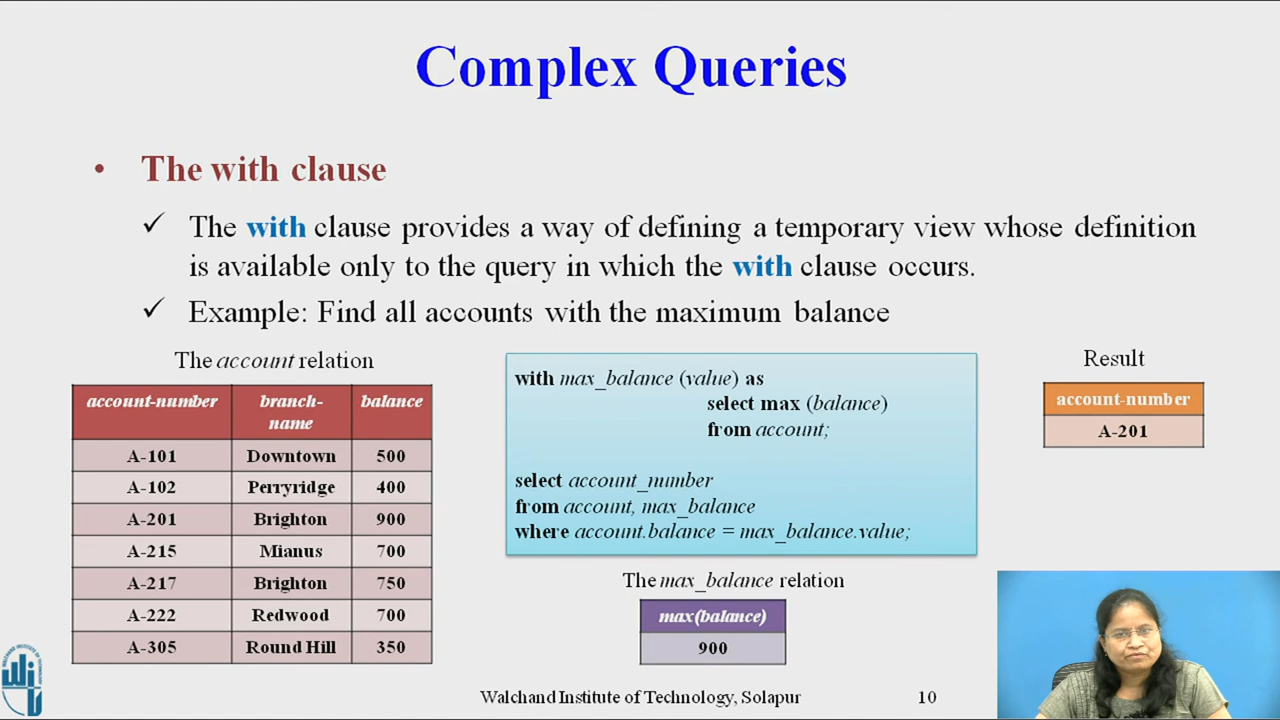 Complex Queries
• The with clause
✓ The with clause provides a way of defining a temporary view whose definition
is available only to the query in which the with clause occurs.
✓ Example: Find all accounts with the maximum balance
The account relation
account-number branch-name balance
A-101 Downtown 500
A-102 Perryridge 400
A-201 Brighton 900
A-215 Mianus 700
A-217 Brighton 750
A-222 Redwood 700
A-305 Round Hill 350
with max_balance (value) as
select max (balance)
from account;
select account_number
from account, max_balance
where account.balance = max_balance.value;
The max_balance relation
max(balance)
900
Result
account-number
A-201
Walchand Institute of Technology, Solapur 10